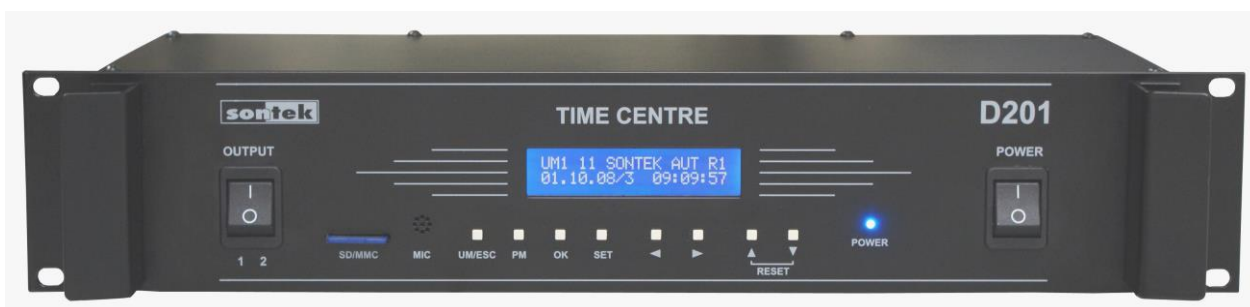 sontek
TIME CENTRE
D201
OUTPUT
POWER
UM1 11 SONTEK AUT R1
01.10.08/3 09:09:57
I
O
I
O
1 2
SD/MMC
MIC
UM/ESC
PM
OK
SET
◄
►
▲
▼
RESET
POWER